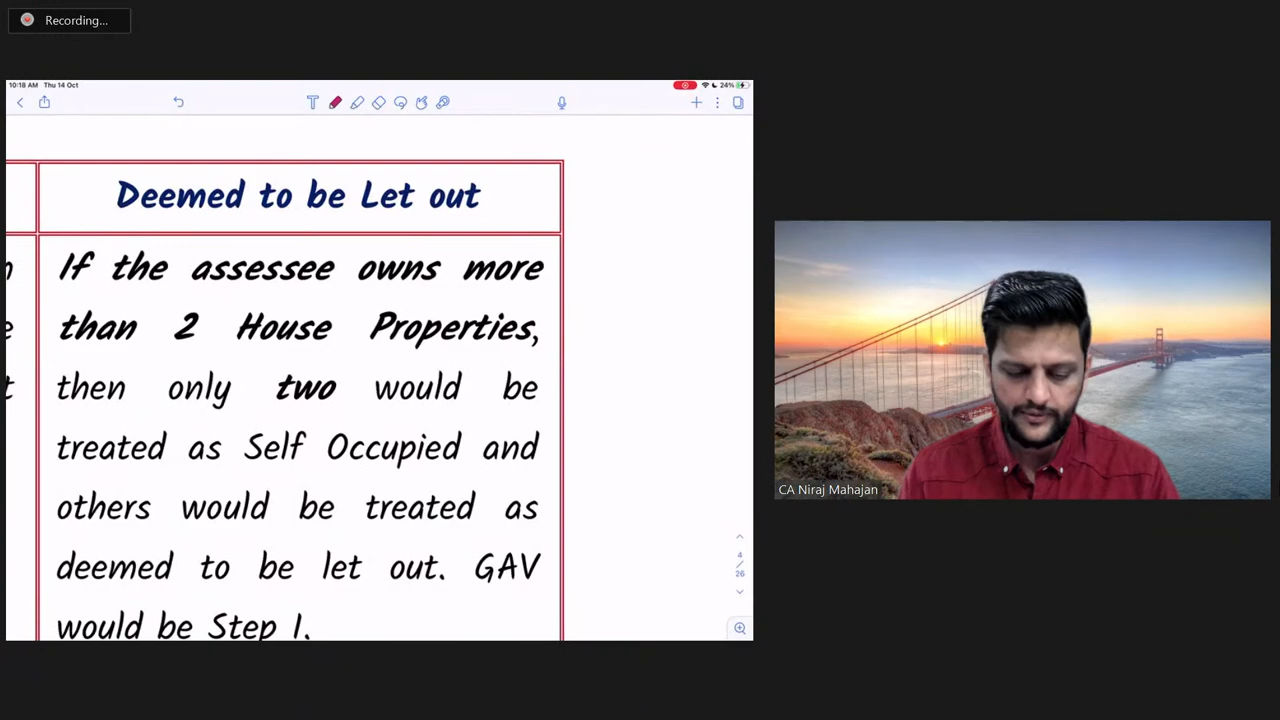 Recording...
10:18 AM Thu 14 Oct
24%
Deemed to be Let out
If the assessee owns more
than 2 House Properties,
then only two would be
treated as Self Occupied and
others would be treated as
deemed to be let out. GAV
would be Step 1.
n
e
t
4
/
26
CA Niraj Mahajan